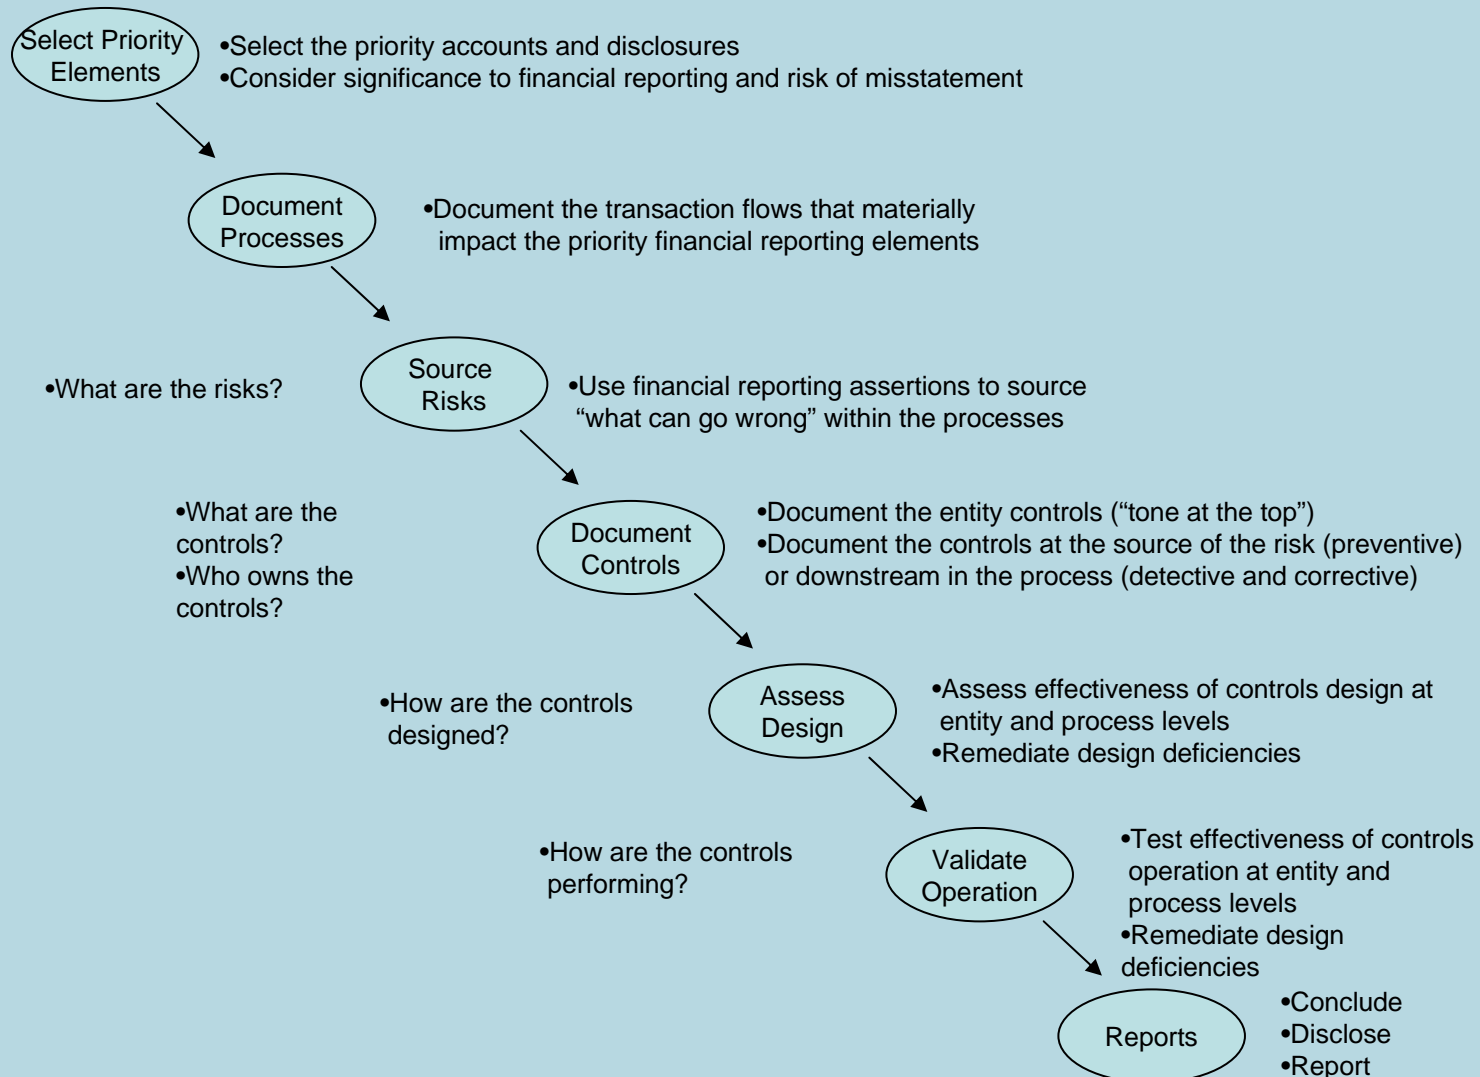 Select Priority
Elements
•Select the priority accounts and disclosures
•Consider significance to financial reporting and risk of misstatement
Document
Processes
•Document the transaction flows that materially
impact the priority financial reporting elements
•What are the risks?
Source
Risks
•Use financial reporting assertions to source
“what can go wrong” within the processes
•What are the
controls?
•Who owns the
controls?
Document
Controls
•Document the entity controls (“tone at the top”)
•Document the controls at the source of the risk (preventive)
or downstream in the process (detective and corrective)
•How are the controls
designed?
Assess
Design
•Assess effectiveness of controls design at
entity and process levels
•Remediate design deficiencies
•How are the controls
performing?
Validate
Operation
•Test effectiveness of controls
operation at entity and
process levels
•Remediate design
deficiencies
Reports
•Conclude
•Disclose
•Report